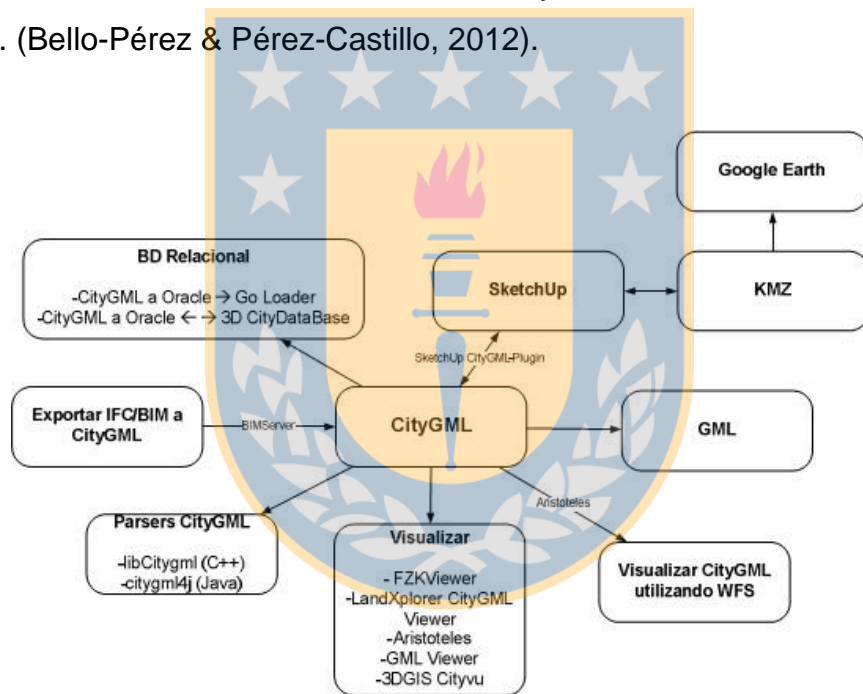 . (Bello-Pérez & Pérez-Castillo, 2012).
Google Earth
BD Relacional
-CityGML a Oracle → Go Loader
-CityGML a Oracle ← → 3D CityDataBase
SketchUp
KMZ
SketchUp CityGML-Plugin
Exportar IFC/BIM a
CityGML
BIMServer
CityGML
GML
Aristoteles
Parsers CityGML
-libCitygml (C++)
-citygml4j (Java)
Visualizar
- FZKViewer
-LandXplorer CityGML
Viewer
-Aristoteles
-GML Viewer
-3DGIS Cityvu
Visualizar CityGML
utilizando WFS